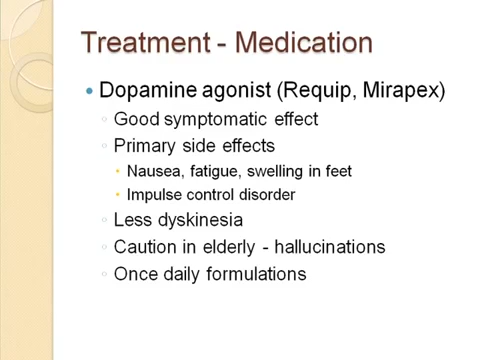 Treatment - Medication
Dopamine agonist (Requip, Mirapex)
Good symptomatic effect
Primary side effects
Nausea, fatigue, swelling in feet
Impulse control disorder
Less dyskinesia
Caution in elderly - hallucinations
Once daily formulations